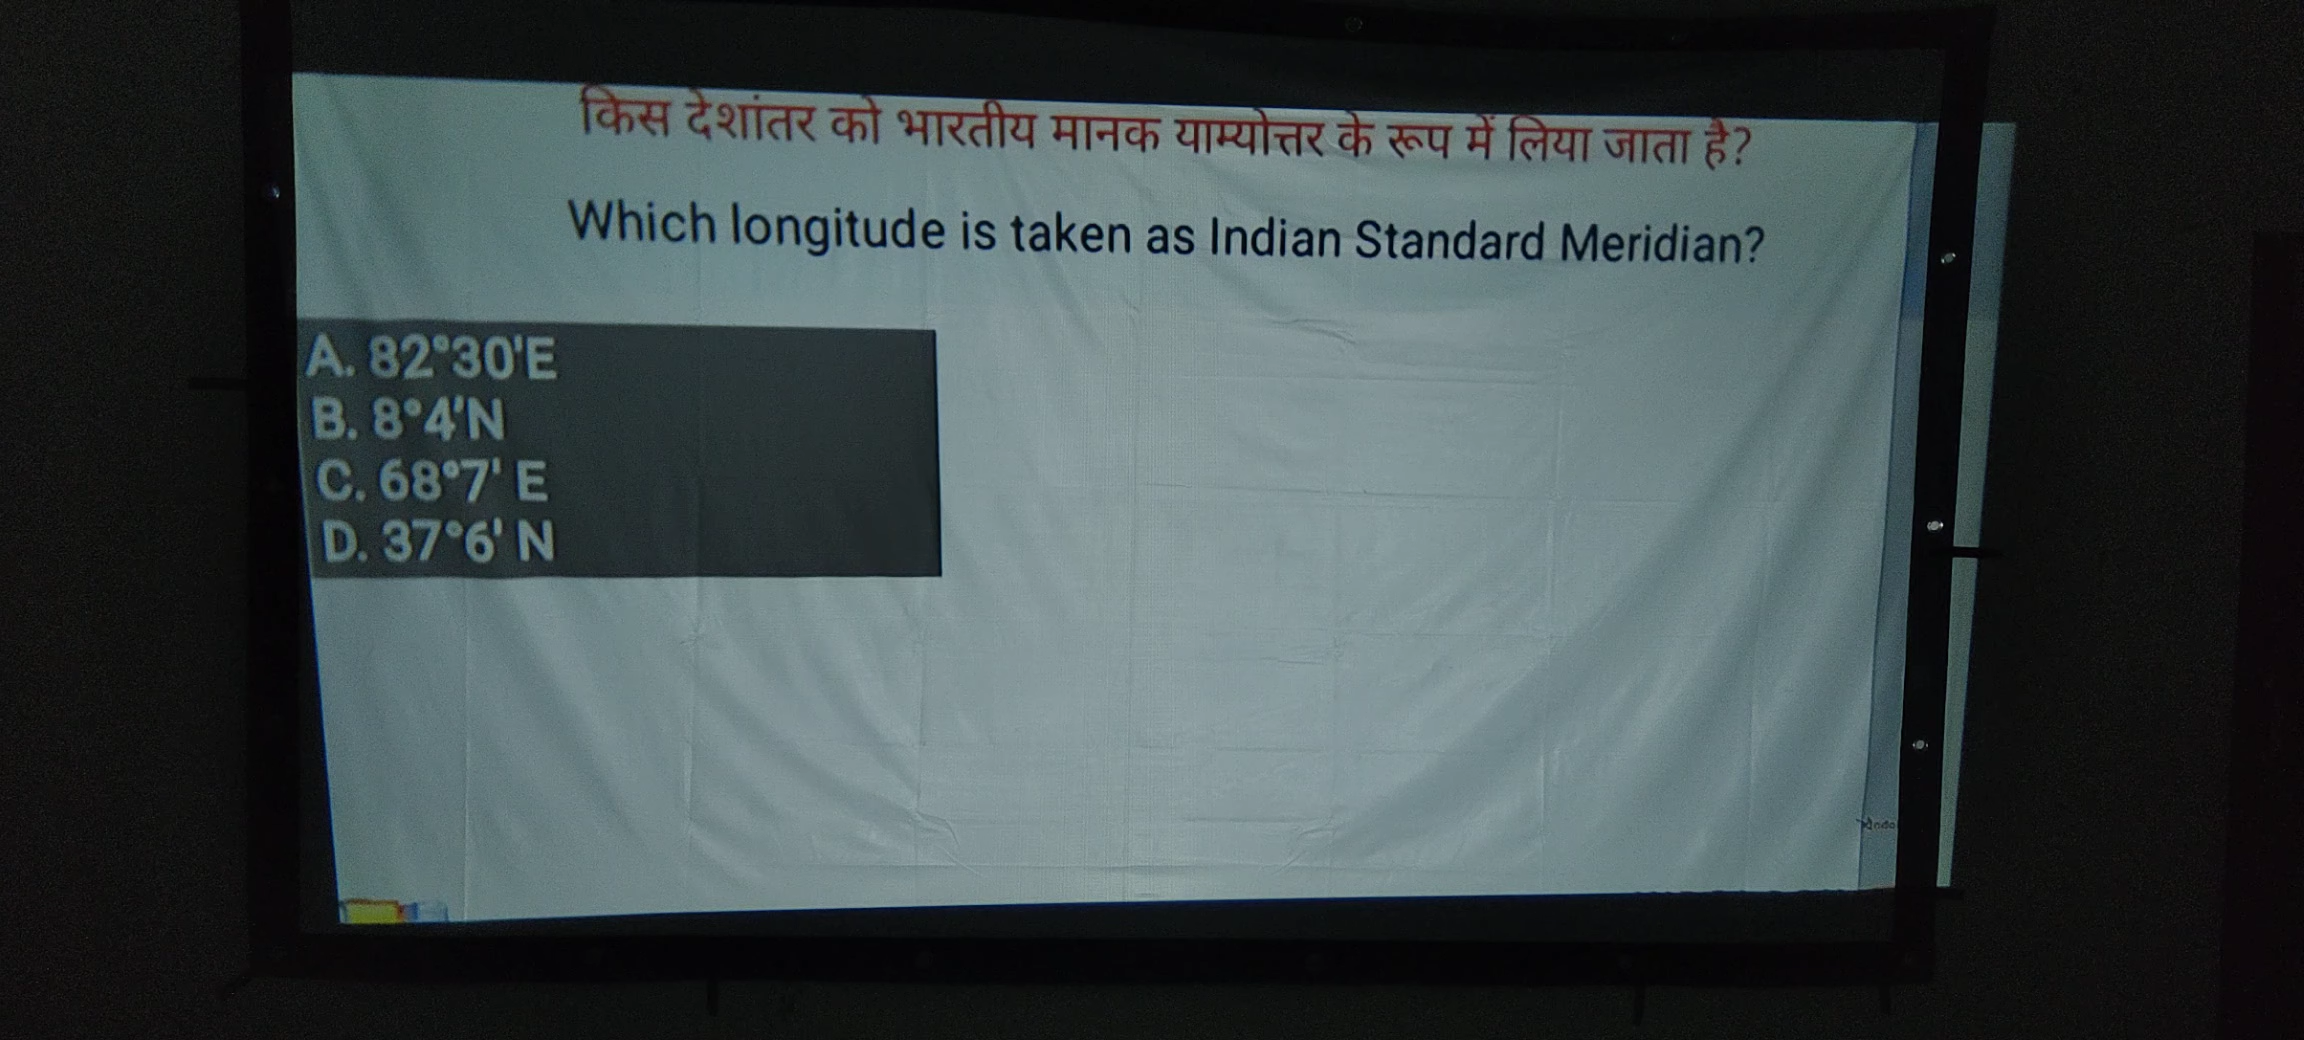 किस देशांतर को भारतीय मानक याम्योत्तर के रूप में लिया जाता है?
Which longitude is taken as Indian Standard Meridian?
A. 82°30'E
B. 8°4'N
C. 68°7' E
D. 37°6' N